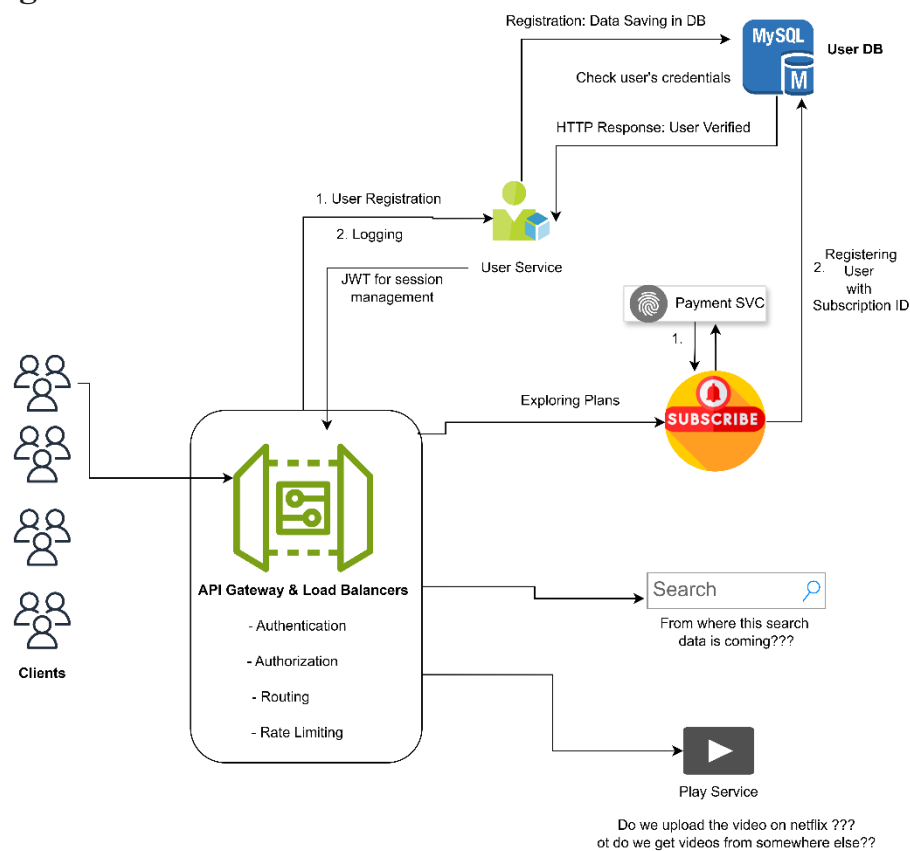 Registration: Data Saving in DB
MySQL
M
User DB
Check user's credentials
HTTP Response: User Verified
1. User Registration
2. Logging
User Service
JWT for session
management
2.
Registering
User
with
Subscription ID
Payment SVC
1.
Exploring Plans
SUBSCRIBE
API Gateway & Load Balancers
- Authentication
- Authorization
- Routing
- Rate Limiting
Clients
Search
From where this search
data is coming???
Play Service
Do we upload the video on netflix ???
ot do we get videos from somewhere else??